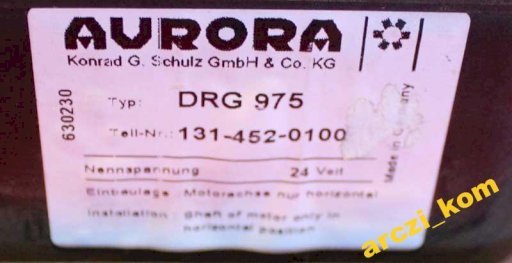 AURORA
Konrad G. Schulz GmbH & Co. KG
Typ: DRG 975
Teil-Nr.: 131-452-0100
Nennspannung 24 Volt
Einbaulage : Motorachse nur horizontal
Installation : Shaft of motor only in
horizontal position
630230
Made in Germany
arczi_kom